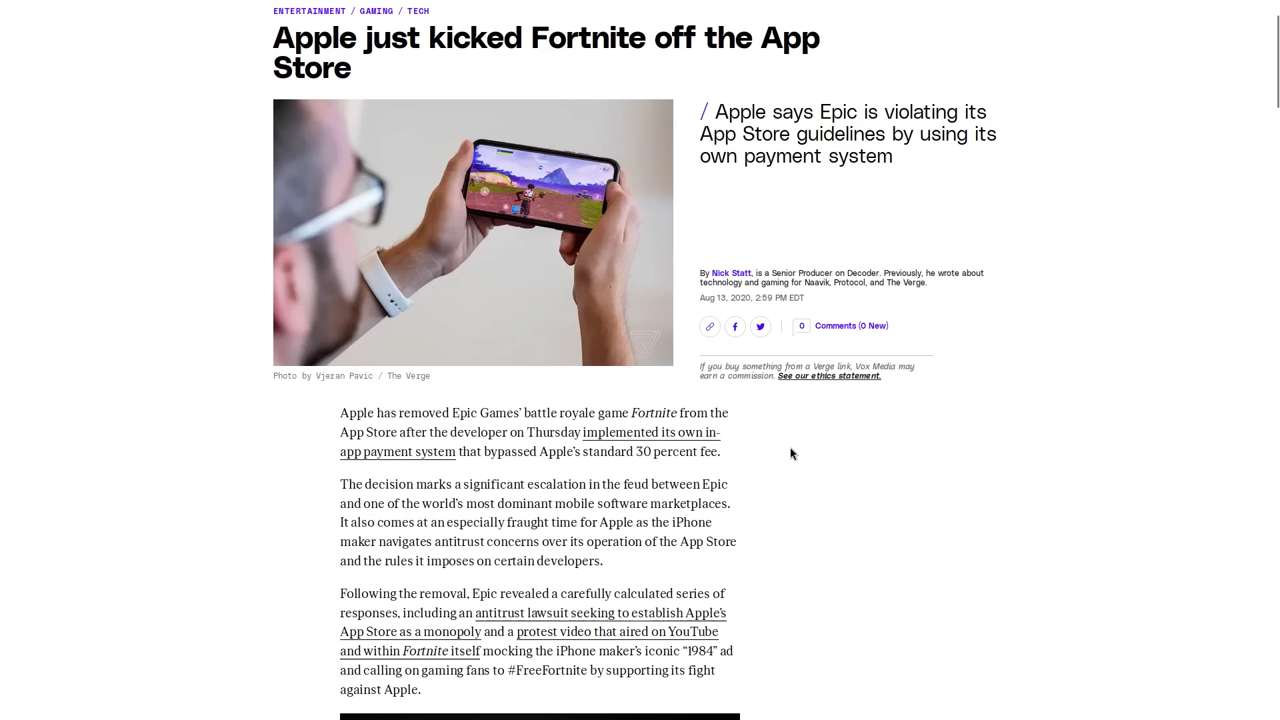 ENTERTAINMENT / GAMING / TECH
Apple just kicked Fortnite off the App
Store
/ Apple says Epic is violating its
App Store guidelines by using its
own payment system
By Nick Statt, is a Senior Producer on Decoder. Previously, he wrote about
technology and gaming for Naavik, Protocol, and The Verge.
Aug 13, 2020, 2:59 PM EDT
0 Comments (0 New)
If you buy something from a Verge link, Vox Media may
earn a commission. See our ethics statement.
Photo by Vjeran Pavic / The Verge
Apple has removed Epic Games’ battle royale game Fortnite from the
App Store after the developer on Thursday implemented its own in-
app payment system that bypassed Apple’s standard 30 percent fee.
The decision marks a significant escalation in the feud between Epic
and one of the world’s most dominant mobile software marketplaces.
It also comes at an especially fraught time for Apple as the iPhone
maker navigates antitrust concerns over its operation of the App Store
and the rules it imposes on certain developers.
Following the removal, Epic revealed a carefully calculated series of
responses, including an antitrust lawsuit seeking to establish Apple’s
App Store as a monopoly and a protest video that aired on YouTube
and within Fortnite itself mocking the iPhone maker’s iconic “1984” ad
and calling on gaming fans to #FreeFortnite by supporting its fight
against Apple.